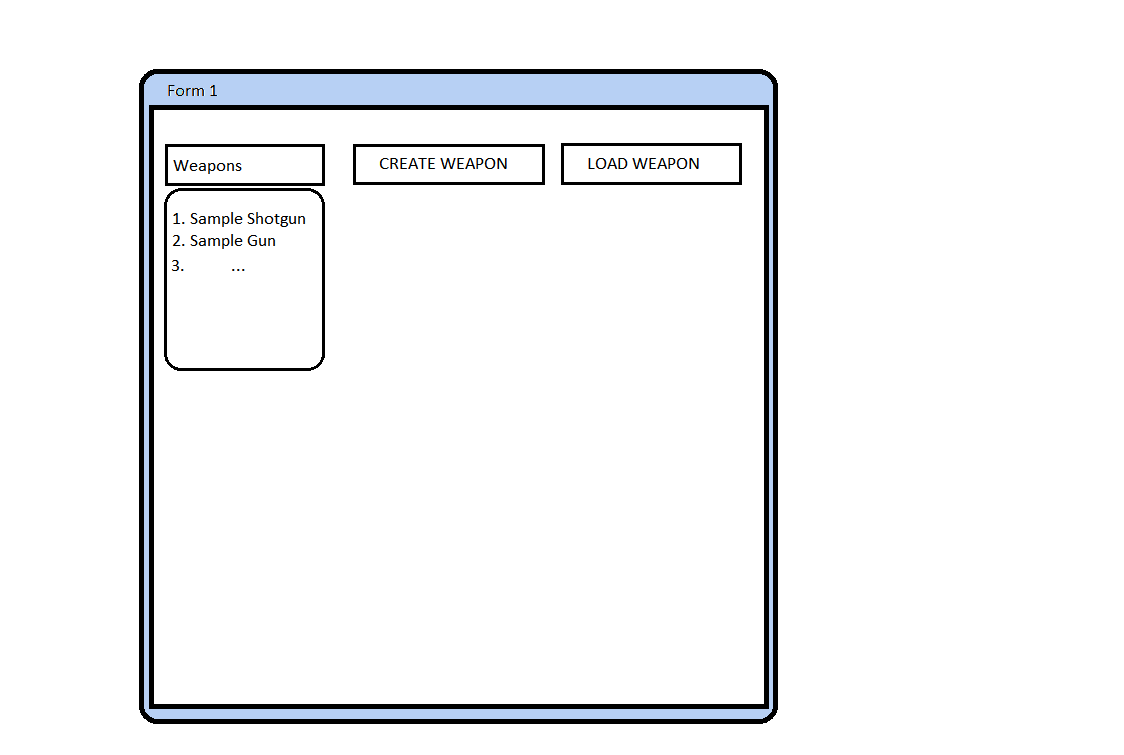 Form 1
Weapons
CREATE WEAPON
LOAD WEAPON
1. Sample Shotgun
2. Sample Gun
3. ...